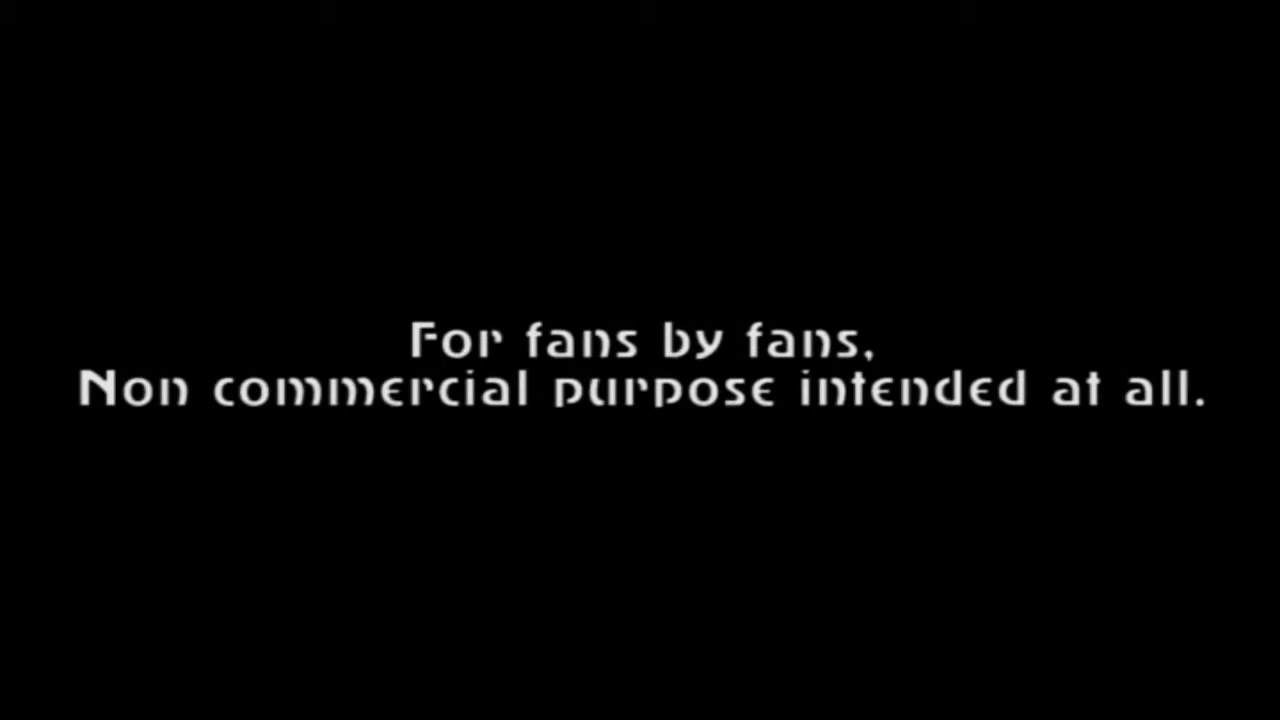 For fans by fans,
Non commercial purpose intended at all.